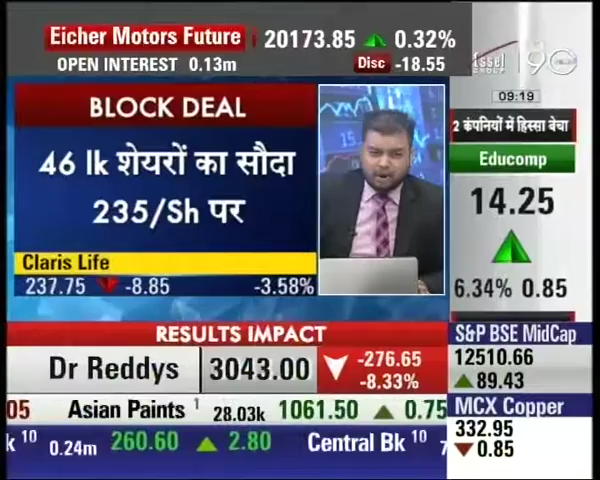 Eicher Motors Future 20173.85 0.32%
OPEN INTEREST 0.13m Disc -18.55
Essel GROUP 90
09:19
BLOCK DEAL
46 lk शेयरों का सौदा
235/Sh पर
Claris Life
237.75 -8.85 -3.58%
2 कंपनियों में हिस्सा बेचा
Educomp
14.25
6.34% 0.85
RESULTS IMPACT
Dr Reddys 3043.00 -276.65
-8.33%
S&P BSE MidCap
12510.66
89.43
05 Asian Paints 1 28.03k 1061.50 0.75
MCX Copper
332.95
0.85
k 10 0.24m 260.60 2.80 Central Bk 10